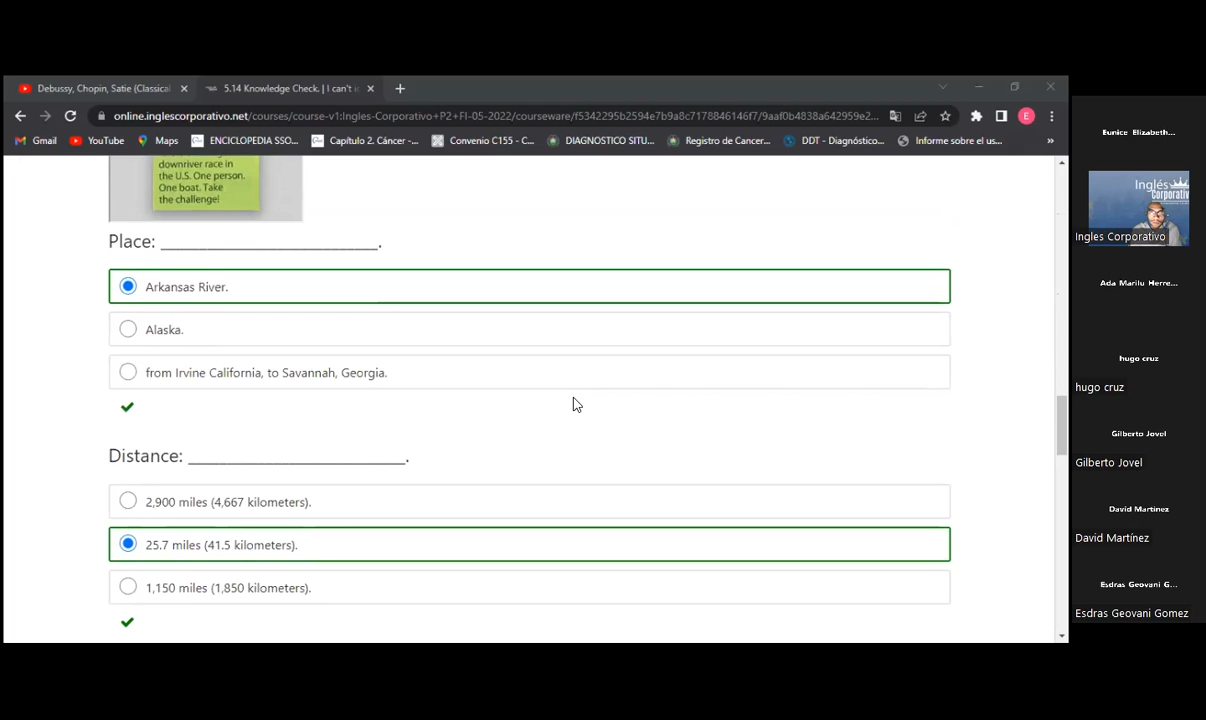 Debussy, Chopin, Satie (Classical
5.14 Knowledge Check. | I can't i
online.inglescorporativo.net/courses/course-v1:Ingles-Corporativo+P2+FI-05-2022/courseware/f5342295b2594e7b9a8c7178846146f7/9aaf0b4838a642959e2...
E
Gmail
YouTube
Maps
ENCICLOPEDIA SSO...
Capítulo 2. Cáncer -...
Convenio C155 - C...
DIAGNOSTICO SITU...
Registro de Cancer...
DDT - Diagnóstico...
Informe sobre el us...
»
downriver race in
the U.S. One person.
One boat. Take
the challenge!
Place: ___________________________.
Arkansas River.
Alaska.
from Irvine California, to Savannah, Georgia.
Distance: ___________________________.
2,900 miles (4,667 kilometers).
25.7 miles (41.5 kilometers).
1,150 miles (1,850 kilometers).
Eunice Elizabeth...
Inglés
Corporativ
Ingles Corporativo
Ada Marilu Herre...
hugo cruz
hugo cruz
Gilberto Jovel
Gilberto Jovel
David Martinez
David Martínez
Esdras Geovani G...
Esdras Geovani Gomez